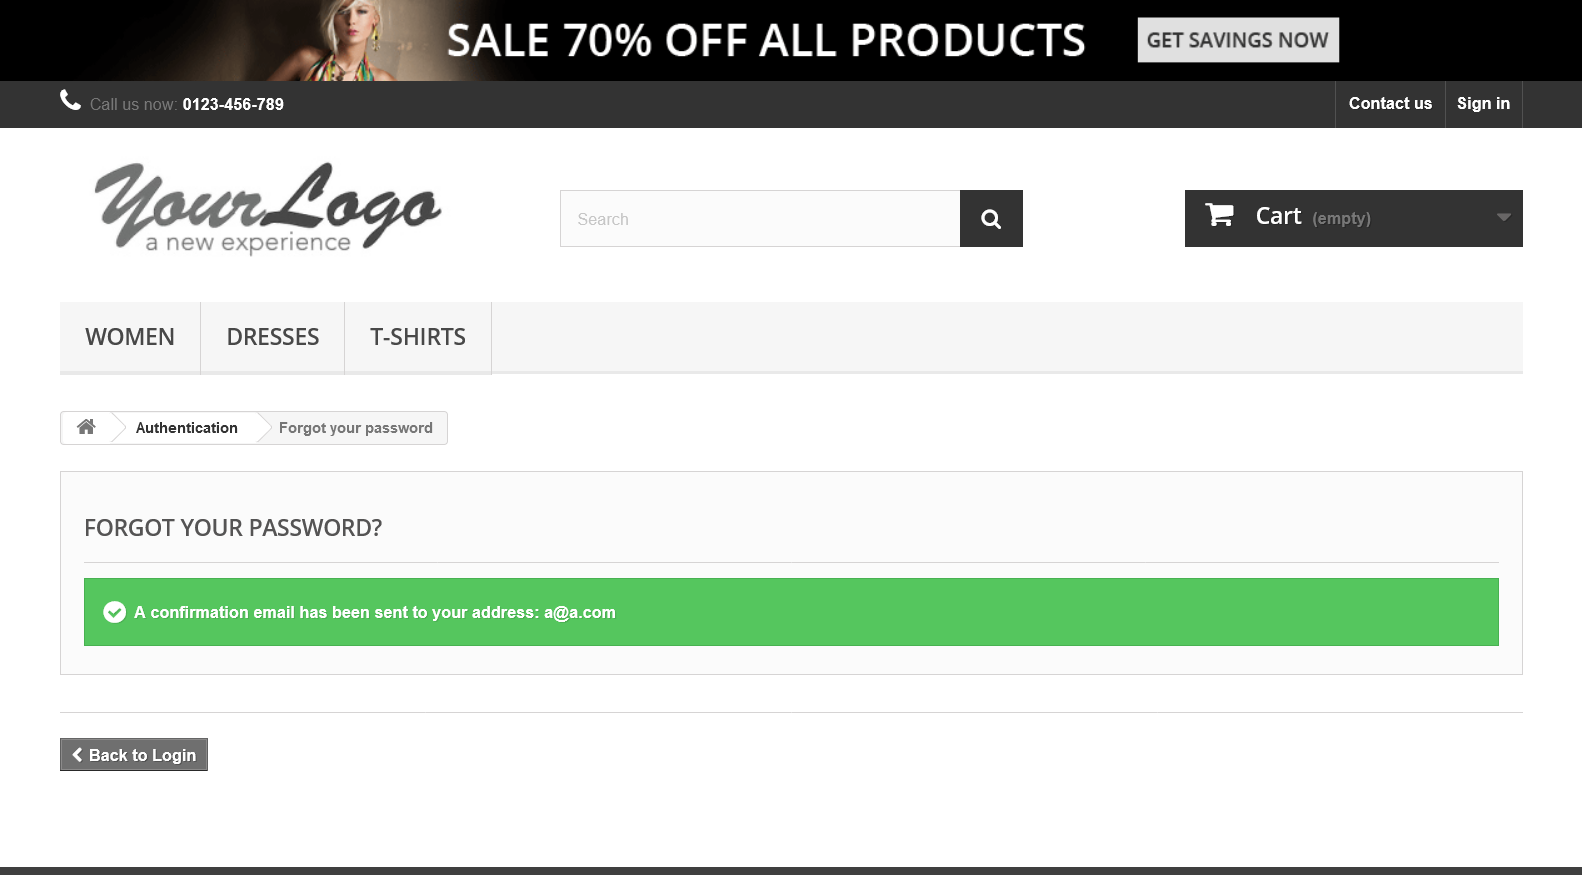 SALE 70% OFF ALL PRODUCTS GET SAVINGS NOW
Call us now: 0123-456-789 Contact us Sign in
YourLogo
a new experience
Search
Cart (empty)
WOMEN DRESSES T-SHIRTS
Authentication Forgot your password
FORGOT YOUR PASSWORD?
A confirmation email has been sent to your address: a@a.com
Back to Login